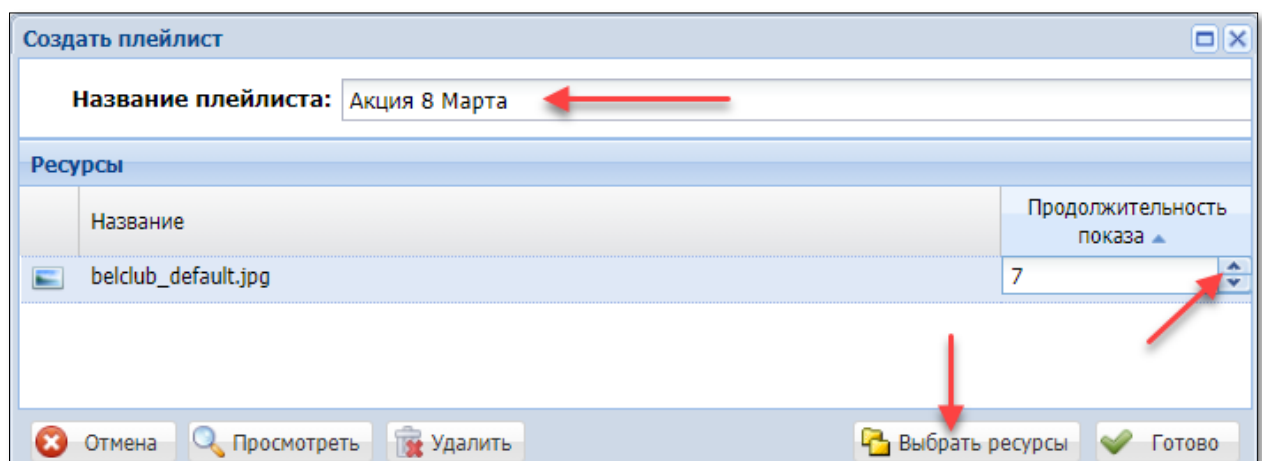 Создать плейлист
Название плейлиста: Акция 8 Марта
Ресурсы
Название
Продолжительность
показа
belclub_default.jpg 7
Отмена Просмотреть Удалить Выбрать ресурсы Готово